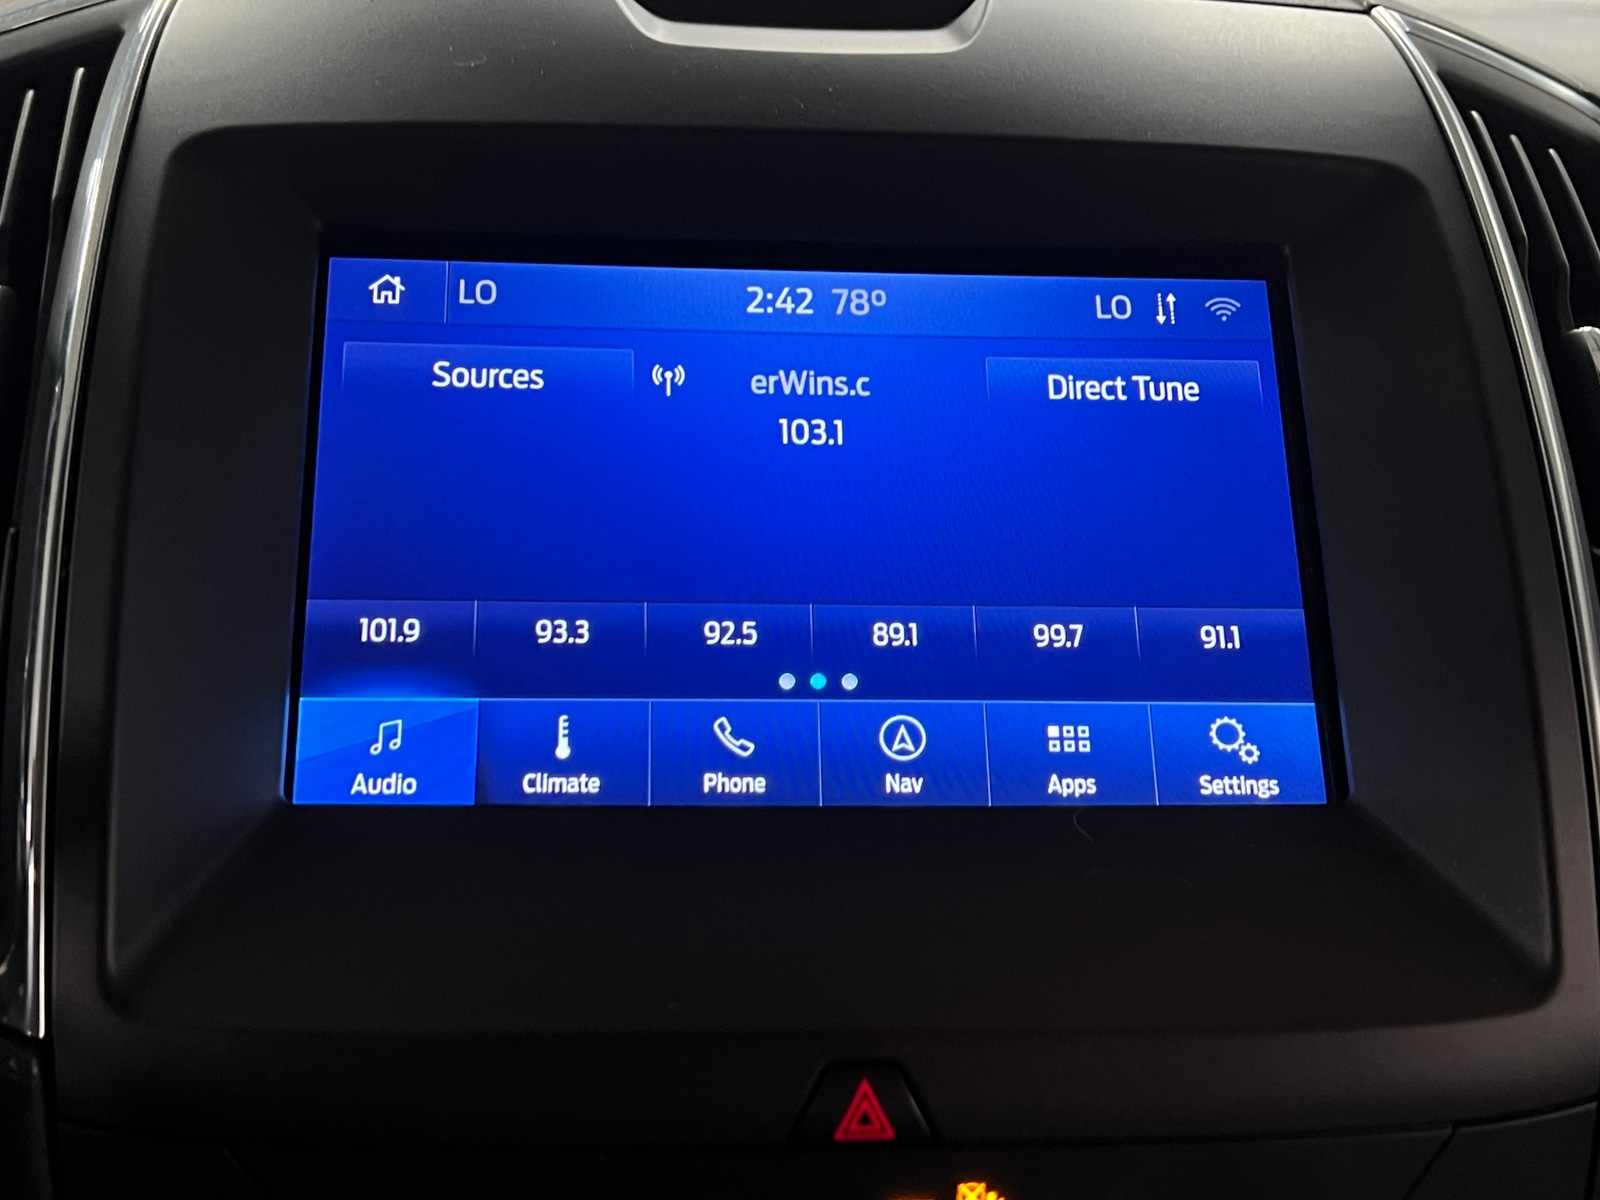 LO 2:42 78° LO
Sources erWins.c Direct Tune
103.1
101.9 93.3 92.5 89.1 99.7 91.1
Audio Climate Phone Nav Apps Settings